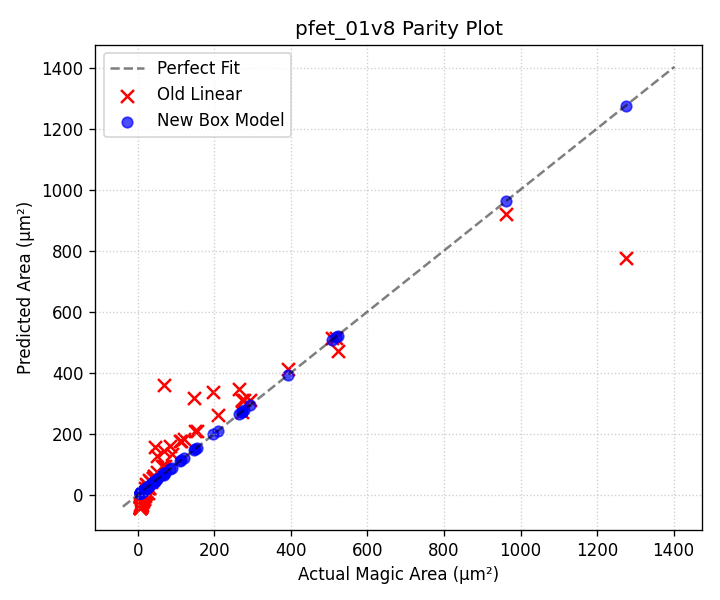 pfet_01v8 Parity Plot
Perfect Fit
Old Linear
New Box Model
Predicted Area (μm²)
1400
1200
1000
800
600
400
200
0
0 200 400 600 800 1000 1200 1400
Actual Magic Area (μm²)